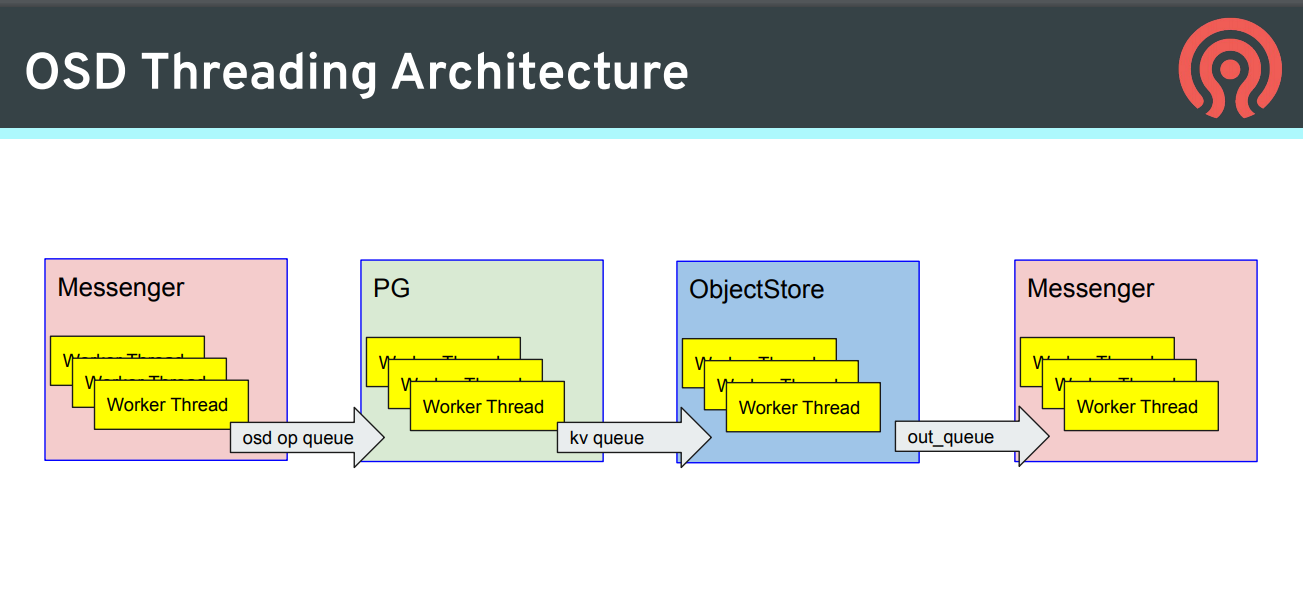 OSD Threading Architecture
Messenger
Worker Thread
Worker Thread
Worker Thread
osd op queue
PG
Worker Thread
Worker Thread
Worker Thread
kv queue
ObjectStore
Worker Thread
Worker Thread
Worker Thread
out_queue
Messenger
Worker Thread
Worker Thread
Worker Thread